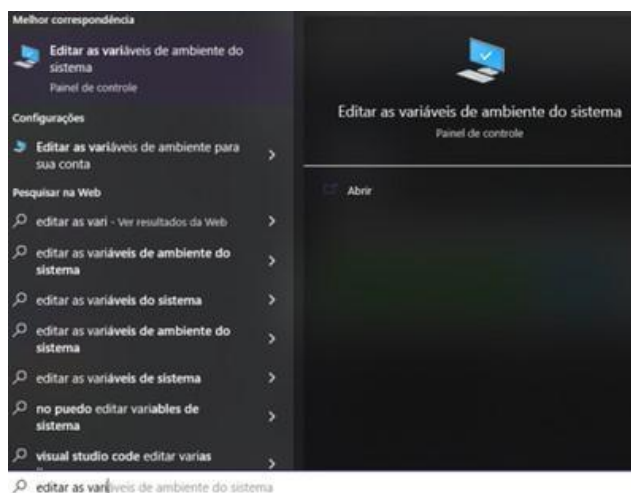 Melhor correspondência
Editar as variáveis de ambiente do
sistema
Painel de controle
Configurações
Editar as variáveis de ambiente para
sua conta
Pesquisar na Web
editar as vari - Ver resultados da Web
editar as variáveis de ambiente do
sistema
editar as variáveis do sistema
editar as variáveis de ambiente do
sistema
editar as variáveis de sistema
no puedo editar variables de
sistema
visual studio code editar varias
editar as variáveis de ambiente do sistema
Editar as variáveis de ambiente do sistema
Painel de controle
Abrir